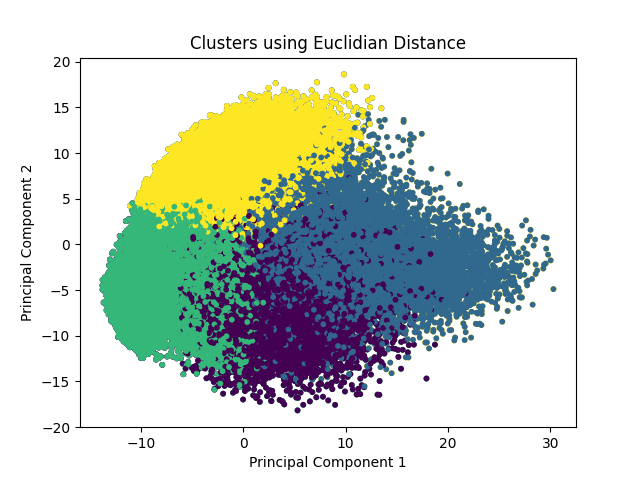 Clusters using Euclidian Distance
20
15
10
5
0
−5
−10
−15
−20
Principal Component 2
−10 0 10 20 30
Principal Component 1